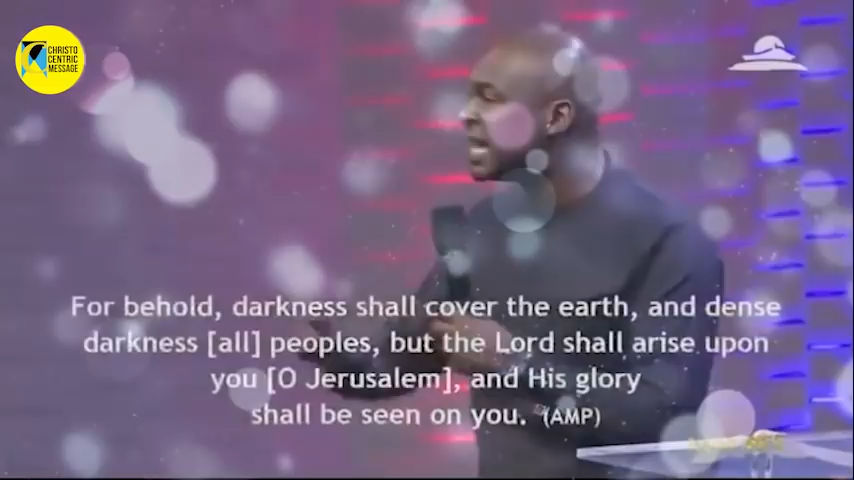 CHRISTO
CENTRIC
MESSAGE
For behold, darkness shall cover the earth, and dense
darkness [all] peoples, but the Lord shall arise upon
you [O Jerusalem], and His glory
shall be seen on you. (AMP)